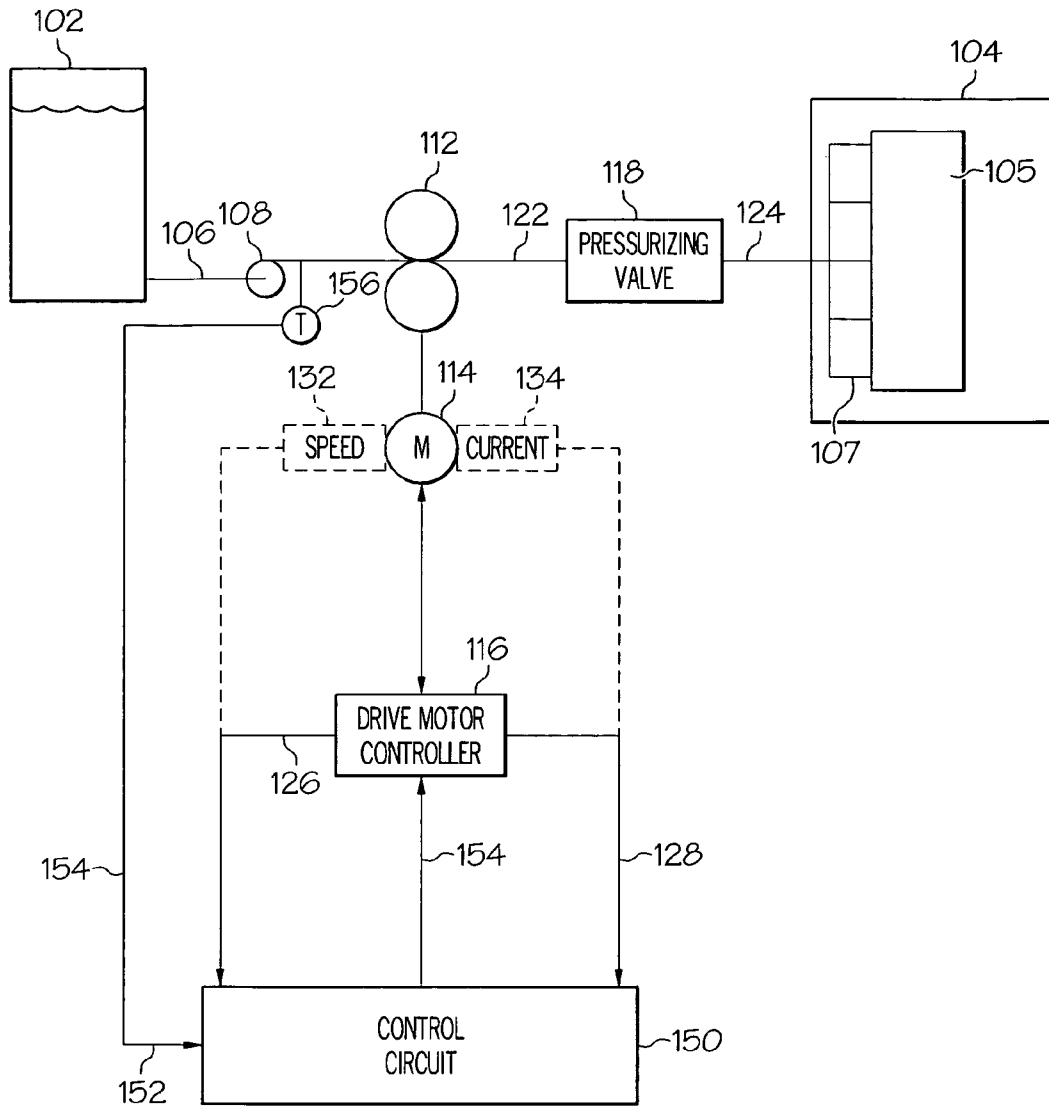 102
104
112
118
105
108
122
124
106
PRESSURIZING
VALVE
T
156
132
114
134
107
SPEED
M
CURRENT
116
DRIVE MOTOR
CONTROLLER
126
154
154
128
CONTROL
CIRCUIT
150
152